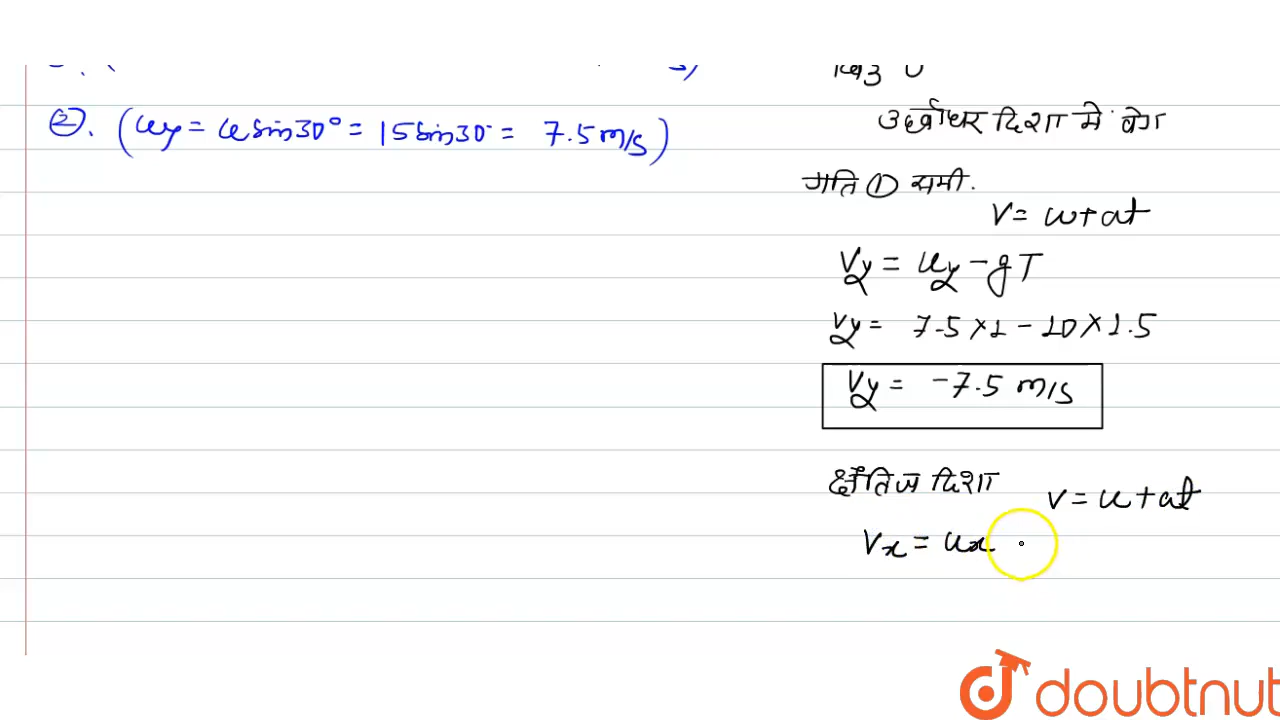 ②. (uy = u sin30° = 15 sin30° = 7.5 m/s)
बिंदु
उर्ध्वाधर दिशा में वेग
गति ① समी.
V = u+at
Vy = uy - gT
Vy = 7.5×1 - 10×1.5
Vy = -7.5 m/s
क्षैतिज दिशा
V = u+at
Vx = ux
doubtnut